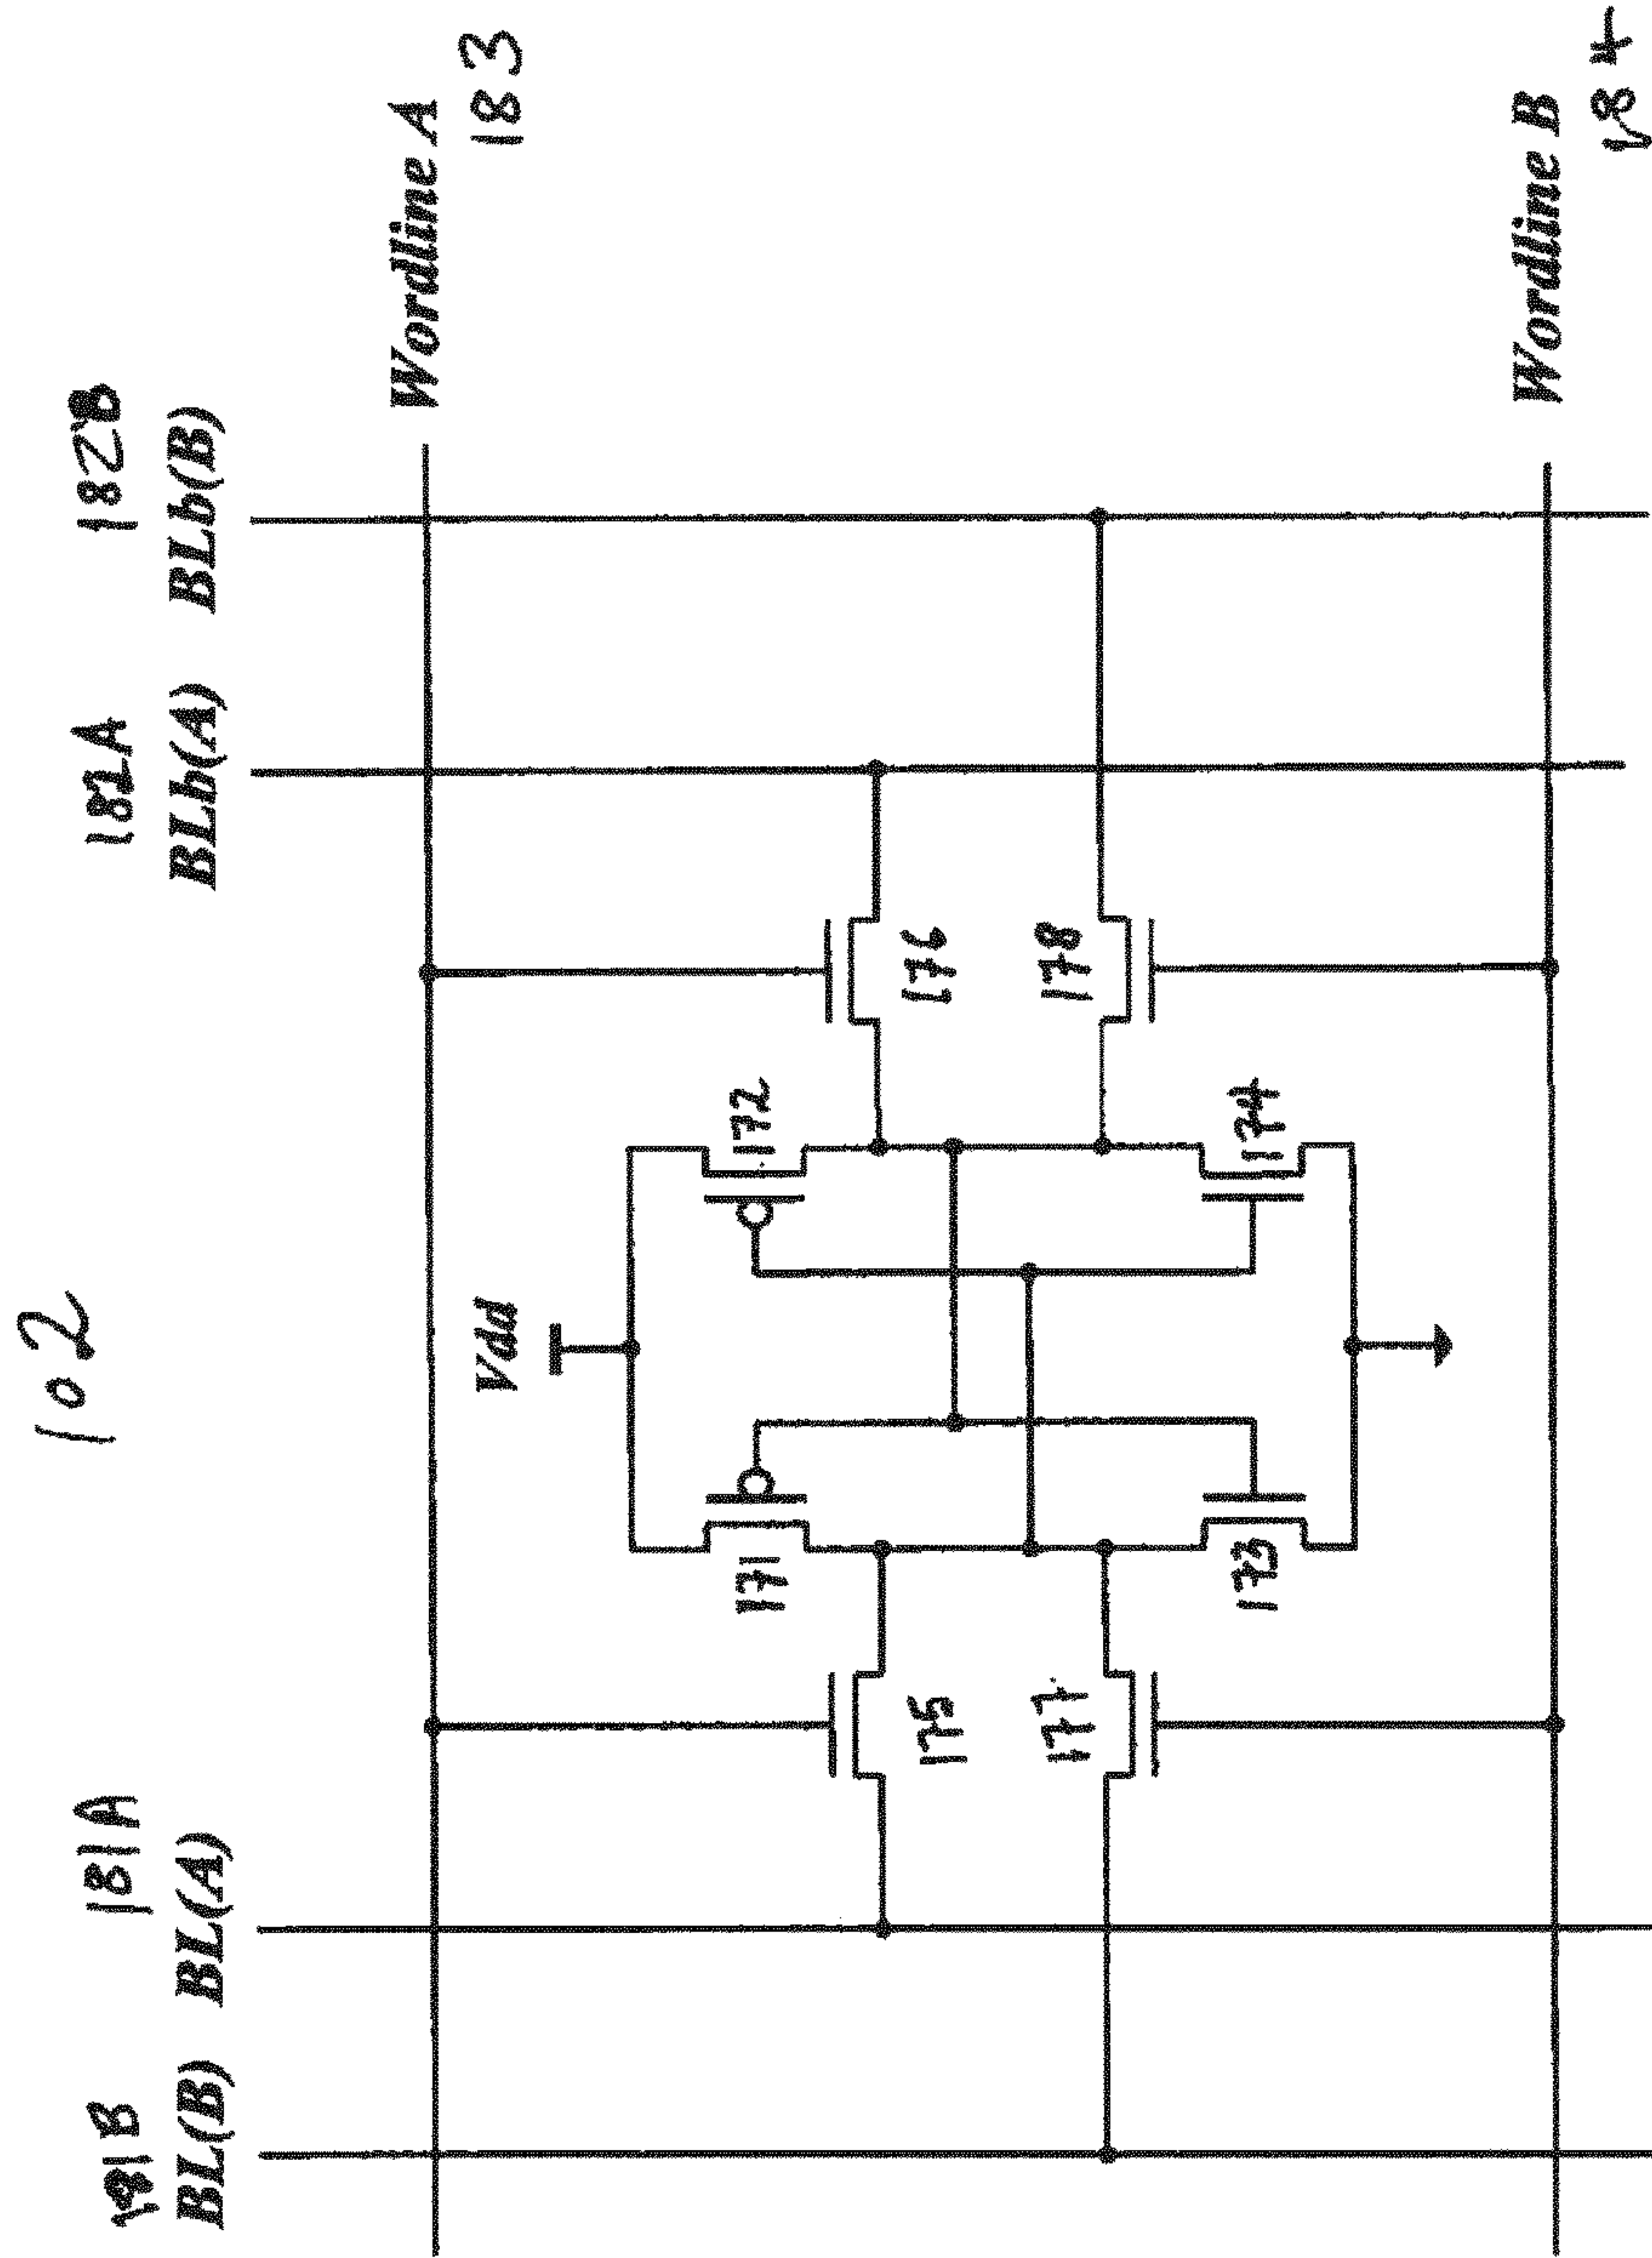 102
181B 181A 182A 182B
BL(B) BL(A) BLb(A) BLb(B)
Wordline A
183
Vdd
171 172
175 176
177 178
173 174
Wordline B
184